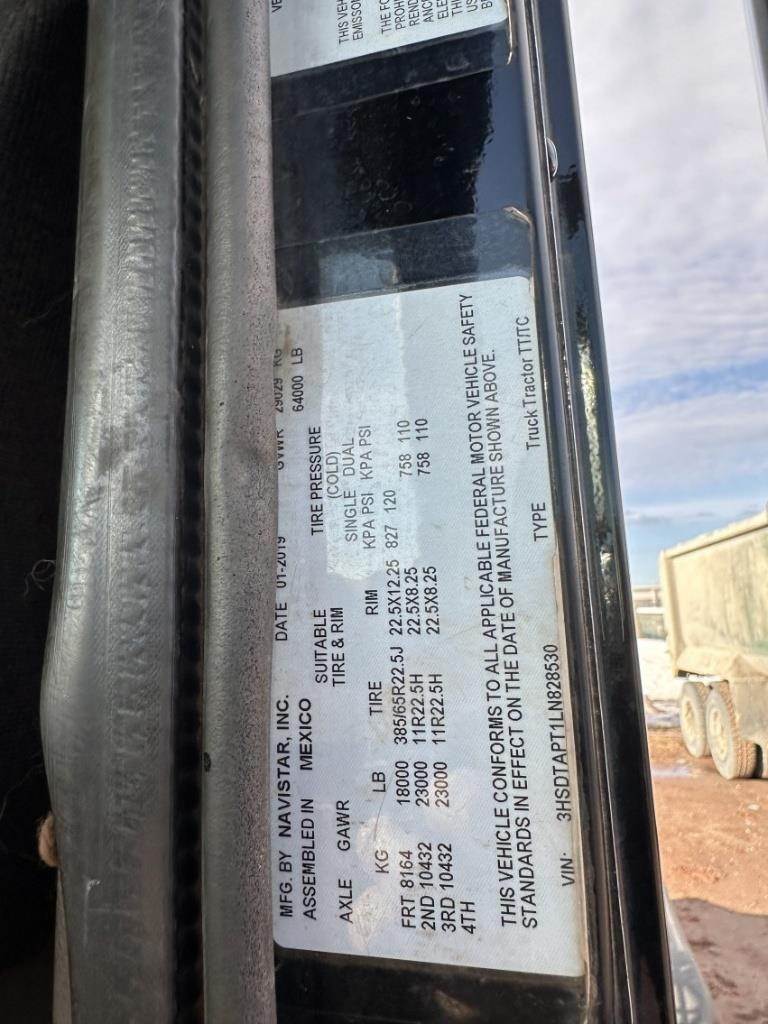 MFG. BY NAVISTAR, INC. DATE 01-2019 GVWR 29029 KG
ASSEMBLED IN MEXICO 64000 LB
SUITABLE TIRE PRESSURE
AXLE GAWR TIRE & RIM (COLD)
SINGLE DUAL
KG LB TIRE RIM KPA PSI KPA PSI
FRT 8164 18000 385/65R22.5J 22.5X12.25 827 120
2ND 10432 23000 11R22.5H 22.5X8.25 758 110
3RD 10432 23000 11R22.5H 22.5X8.25 758 110
4TH
THIS VEHICLE CONFORMS TO ALL APPLICABLE FEDERAL MOTOR VEHICLE SAFETY
STANDARDS IN EFFECT ON THE DATE OF MANUFACTURE SHOWN ABOVE.
VIN: 3HSDTAPT1LN828530 TYPE Truck Tractor TT/TC
THIS VEH
EMISSION
THE FO
PROH
REND
ANC
ELE
THI
US